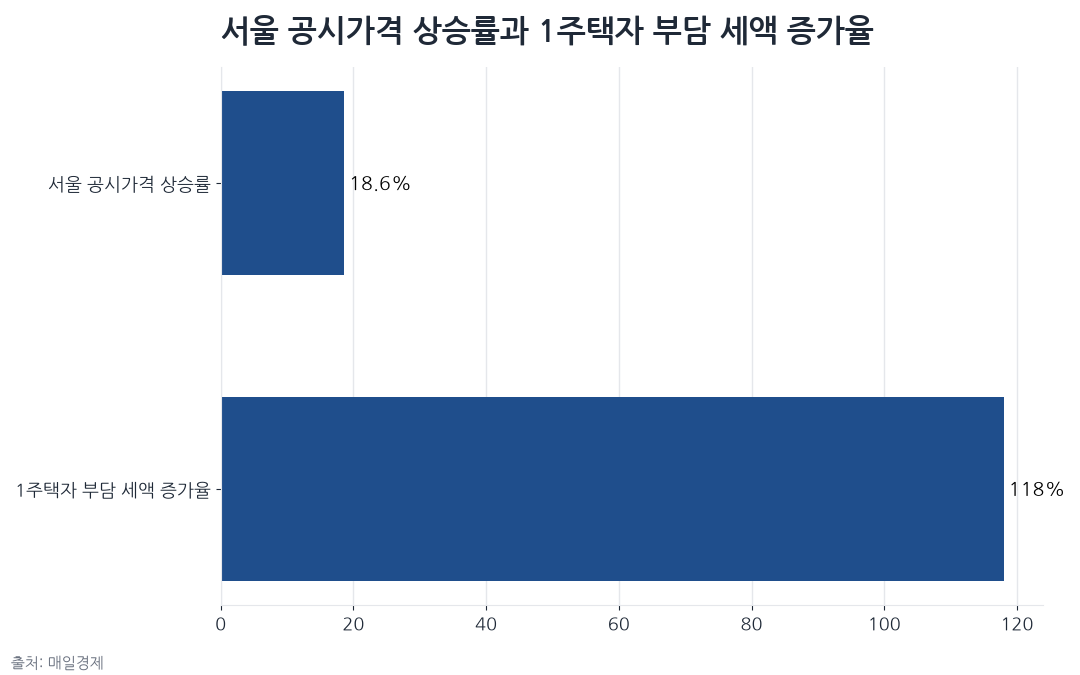 서울 공시가격 상승률과 1주택자 부담 세액 증가율
서울 공시가격 상승률
18.6%
1주택자 부담 세액 증가율
118%
0 20 40 60 80 100 120
출처: 매일경제